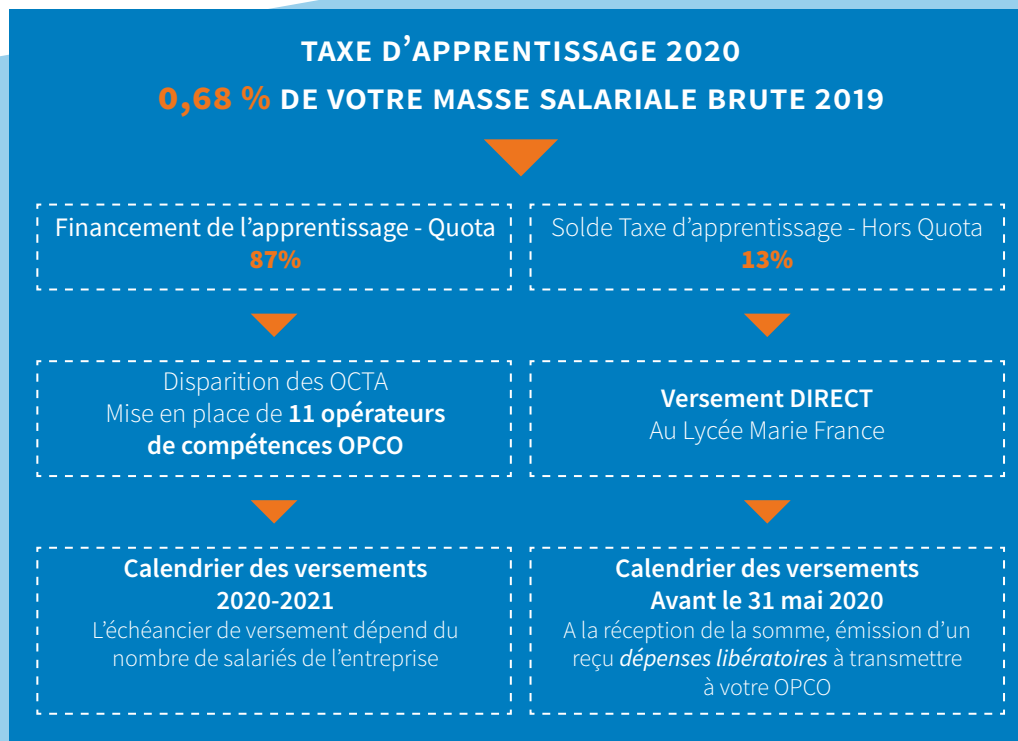 TAXE D’APPRENTISSAGE 2020
0,68 % DE VOTRE MASSE SALARIALE BRUTE 2019
Financement de l’apprentissage - Quota
87%
Solde Taxe d’apprentissage - Hors Quota
13%
Disparition des OCTA
Mise en place de 11 opérateurs
de compétences OPCO
Versement DIRECT
Au Lycée Marie France
Calendrier des versements
2020-2021
L’échéancier de versement dépend du
nombre de salariés de l’entreprise
Calendrier des versements
Avant le 31 mai 2020
A la réception de la somme, émission d’un
reçu dépenses libératoires à transmettre
à votre OPCO